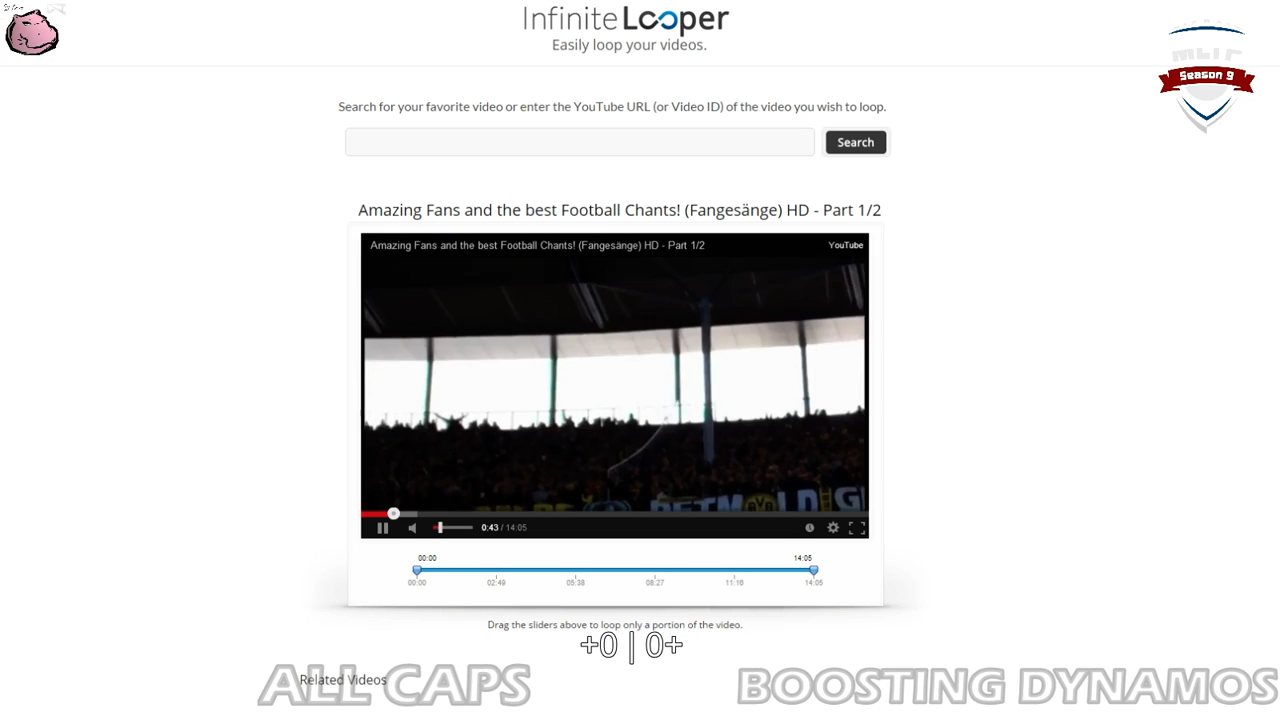 Infinite Looper
Easily loop your videos.
Season 9
Search for your favorite video or enter the YouTube URL (or Video ID) of the video you wish to loop.
Search
Amazing Fans and the best Football Chants! (Fangesänge) HD - Part 1/2
Amazing Fans and the best Football Chants! (Fangesänge) HD - Part 1/2 YouTube
0:43 / 14:05
00:00 14:05
00:00 02:49 05:38 08:27 11:16 14:05
Drag the sliders above to loop only a portion of the video.
+0 | 0+
ALL CAPS
Related Videos
BOOSTING DYNAMOS